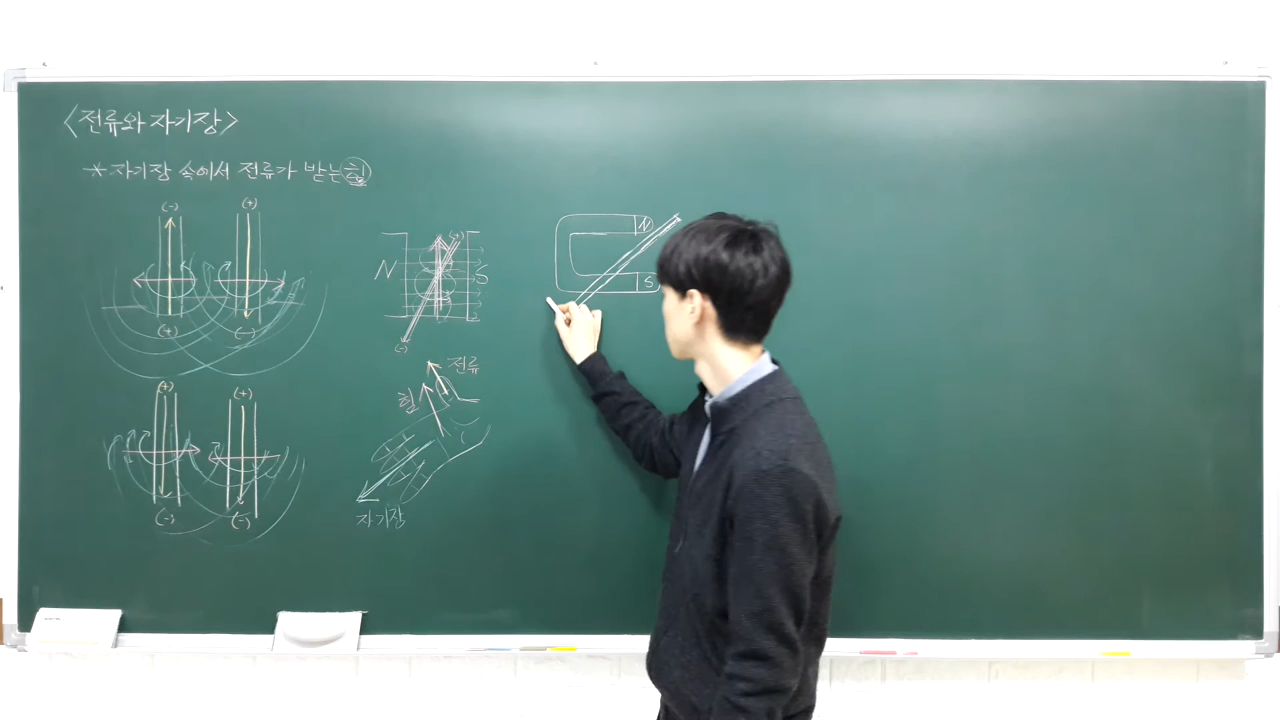 <전류와 자기장>
*자기장 속에서 전류가 받는 힘
(-) (+)
(+) (-)
(+) (+)
(-) (-)
N S
(+)
(-)
전류
힘
자기장
N
S